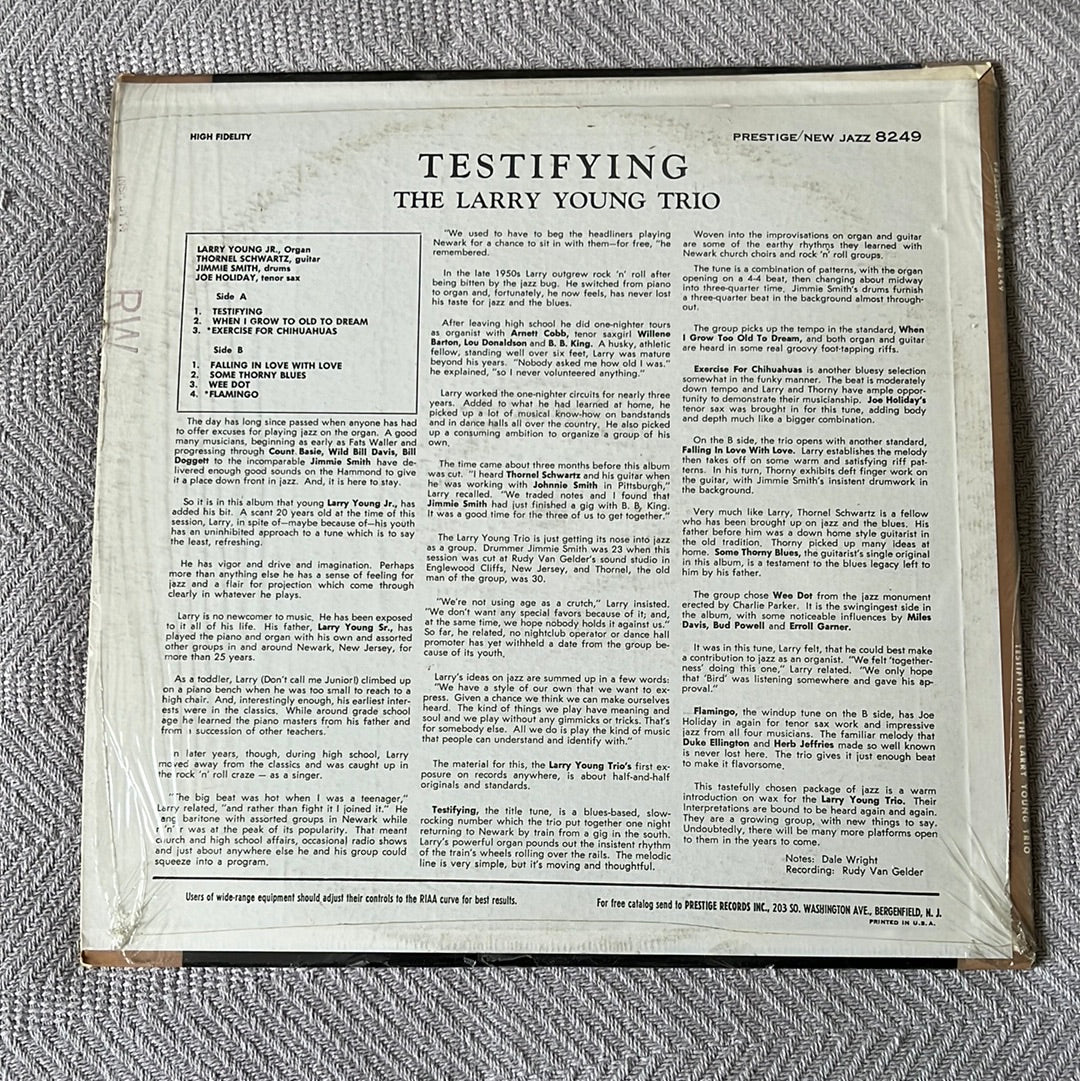 HIGH FIDELITY
PRESTIGE/NEW JAZZ 8249
TESTIFYING
THE LARRY YOUNG TRIO
LARRY YOUNG JR., Organ
THORNEL SCHWARTZ, guitar
JIMMIE SMITH, drums
JOE HOLIDAY, tenor sax
Side A
1. TESTIFYING
2. WHEN I GROW TO OLD TO DREAM
3. *EXERCISE FOR CHIHUAHUAS
Side B
1. FALLING IN LOVE WITH LOVE
2. SOME THORNY BLUES
3. WEE DOT
4. *FLAMINGO
The day has long since passed when anyone has had
to offer excuses for playing jazz on the organ. A good
many musicians, beginning as early as Fats Waller and
progressing through Count Basie, Wild Bill Davis, Bill
Doggett to the incomparable Jimmie Smith have de-
livered enough good sounds on the Hammond to give
it a place down front in jazz. And, it is here to stay.
So it is in this album that young Larry Young Jr., has
added his bit. A scant 20 years old at the time of this
session, Larry, in spite of—maybe because of—his youth
has an uninhibited approach to a tune which is to say
the least, refreshing.
He has vigor and drive and imagination. Perhaps
more than anything else he has a sense of feeling for
jazz and a flair for projection which come through
clearly in whatever he plays.
Larry is no newcomer to music. He has been exposed
to it all of his life. His father, Larry Young Sr., has
played the piano and organ with his own and assorted
other groups in and around Newark, New Jersey, for
more than 25 years.
As a toddler, Larry (Don't call me Junior!) climbed up
on a piano bench when he was too small to reach to a
high chair. And, interestingly enough, his earliest inter-
ests were in the classics. While around grade school
age he learned the piano masters from his father and
from a succession of other teachers.
In later years, though, during high school, Larry
moved away from the classics and was caught up in
the rock 'n' roll craze — as a singer.
"The big beat was hot when I was a teenager,"
Larry related, "and rather than fight it I joined it." He
sang baritone with assorted groups in Newark while
r 'n' r was at the peak of its popularity. That meant
church and high school affairs, occasional radio shows
and just about anywhere else he and his group could
squeeze into a program.
"We used to have to beg the headliners playing
Newark for a chance to sit in with them—for free, "he
remembered.
In the late 1950s Larry outgrew rock 'n' roll after
being bitten by the jazz bug. He switched from piano
to organ and, fortunately, he now feels, has never lost
his taste for jazz and the blues.
After leaving high school he did one-nighter tours
as organist with Arnett Cobb, tenor saxgirl Willene
Barton, Lou Donaldson and B. B. King. A husky, athletic
fellow, standing well over six feet, Larry was mature
beyond his years. "Nobody asked me how old I was."
he explained, "so I never volunteered anything."
Larry worked the one-nighter circuits for nearly three
years. Added to what he had learned at home, he
picked up a lot of musical know-how on bandstands
and in dance halls all over the country. He also picked
up a consuming ambition to organize a group of his
own.
The time came about three months before this album
was cut. "I heard Thornel Schwartz and his guitar when
he was working with Johnnie Smith in Pittsburgh,"
Larry recalled. "We traded notes and I found that
Jimmie Smith had just finished a gig with B. B. King.
It was a good time for the three of us to get together."
The Larry Young Trio is just getting its nose into jazz
as a group. Drummer Jimmie Smith was 23 when this
session was cut at Rudy Van Gelder's sound studio in
Englewood Cliffs, New Jersey, and Thornel, the old
man of the group, was 30.
"We're not using age as a crutch," Larry insisted.
"We don't want any special favors because of it; and,
at the same time, we hope nobody holds it against us."
So far, he related, no nightclub operator or dance hall
promoter has yet withheld a date from the group be-
cause of its youth.
Larry's ideas on jazz are summed up in a few words:
"We have a style of our own that we want to ex-
press. Given a chance we think we can make ourselves
heard. The kind of things we play have meaning and
soul and we play without any gimmicks or tricks. That's
for somebody else. All we do is play the kind of music
that people can understand and identify with."
The material for this, the Larry Young Trio's first ex-
posure on records anywhere, is about half-and-half
originals and standards.
Testifying, the title tune, is a blues-based, slow-
rocking number which the trio put together one night
returning to Newark by train from a gig in the south.
Larry's powerful organ pounds out the insistent rhythm
of the train's wheels rolling over the rails. The melodic
line is very simple, but it's moving and thoughtful.
Woven into the improvisations on organ and guitar
are some of the earthy rhythms they learned with
Newark church choirs and rock 'n' roll groups.
The tune is a combination of patterns, with the organ
opening on a 4-4 beat, then changing about midway
into three-quarter time. Jimmie Smith's drums furnish
a three-quarter beat in the background almost through-
out.
The group picks up the tempo in the standard, When
I Grow Too Old To Dream, and both organ and guitar
are heard in some real groovy foot-tapping riffs.
Exercise For Chihuahuas is another bluesy selection
somewhat in the funky manner. The beat is moderately
down tempo and Larry and Thorny have ample oppor-
tunity to demonstrate their musicianship. Joe Holiday's
tenor sax was brought in for this tune, adding body
and depth much like a bigger combination.
On the B side, the trio opens with another standard,
Falling In Love With Love. Larry establishes the melody
then takes off on some warm and satisfying riff pat-
terns. In his turn, Thorny exhibits deft finger work on
the guitar, with Jimmie Smith's insistent drumwork in
the background.
Very much like Larry, Thornel Schwartz is a fellow
who has been brought up on jazz and the blues. His
father before him was a down home style guitarist in
the old tradition. Thorny picked up many ideas at
home. Some Thorny Blues, the guitarist's single original
in this album, is a testament to the blues legacy left to
him by his father.
The group chose Wee Dot from the jazz monument
erected by Charlie Parker. It is the swingingest side in
the album, with some noticeable influences by Miles
Davis, Bud Powell and Erroll Garner.
It was in this tune, Larry felt, that he could best make
a contribution to jazz as an organist. "We felt 'together-
ness' doing this one," Larry related. "We only hope
that 'Bird' was listening somewhere and gave his ap-
proval."
Flamingo, the windup tune on the B side, has Joe
Holiday in again for tenor sax work and impressive
jazz from all four musicians. The familiar melody that
Duke Ellington and Herb Jeffries made so well known
is never lost here. The trio gives it just enough beat
to make it flavorsome.
This tastefully chosen package of jazz is a warm
introduction on wax for the Larry Young Trio. Their
Interpretations are bound to be heard again and again.
They are a growing group, with new things to say.
Undoubtedly, there will be many more platforms open
to them in the years to come.
Notes: Dale Wright
Recording: Rudy Van Gelder
Users of wide-range equipment should adjust their controls to the RIAA curve for best results.
For free catalog send to PRESTIGE RECORDS INC., 203 SO. WASHINGTON AVE., BERGENFIELD, N. J.
PRINTED IN U.S.A.
RW
TESTIFYING THE LARRY YOUNG TRIO